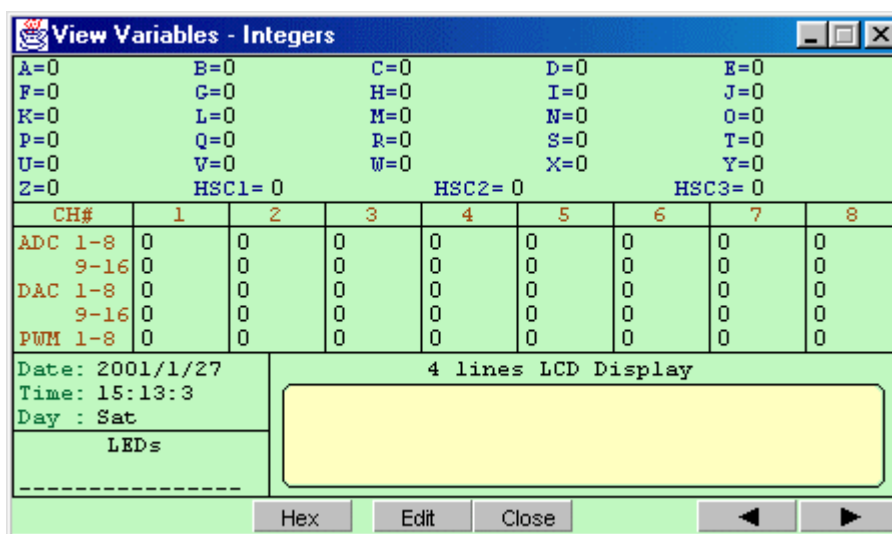 View Variables - Integers
A=0 B=0 C=0 D=0 E=0
F=0 G=0 H=0 I=0 J=0
K=0 L=0 M=0 N=0 O=0
P=0 Q=0 R=0 S=0 T=0
U=0 V=0 W=0 X=0 Y=0
Z=0 HSC1= 0 HSC2= 0 HSC3= 0
CH# 1 2 3 4 5 6 7 8
ADC 1-8 0 0 0 0 0 0 0 0
9-16 0 0 0 0 0 0 0 0
DAC 1-8 0 0 0 0 0 0 0 0
9-16 0 0 0 0 0 0 0 0
PWM 1-8 0 0 0 0 0 0 0 0
Date: 2001/1/27
Time: 15:13:3
Day : Sat
LEDs
----------------
4 lines LCD Display
Hex Edit Close